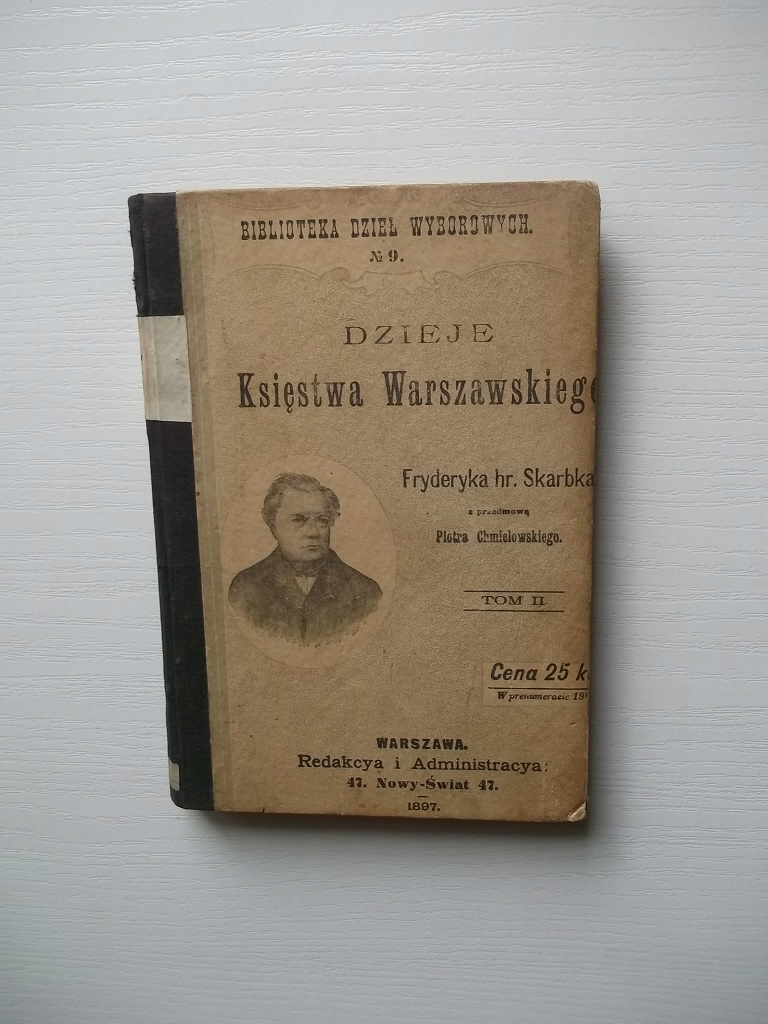 BIBLIOTEKA DZIEŁ WYBOROWYCH.
№ 9.
DZIEJE
Księstwa Warszawskiego
Fryderyka hr. Skarbka
z przedmową
Piotra Chmielowskiego.
TOM II.
Cena 25 k
W prenumeracie 19
WARSZAWA.
Redakcya i Administracya:
47. Nowy-Świat 47.
1897.